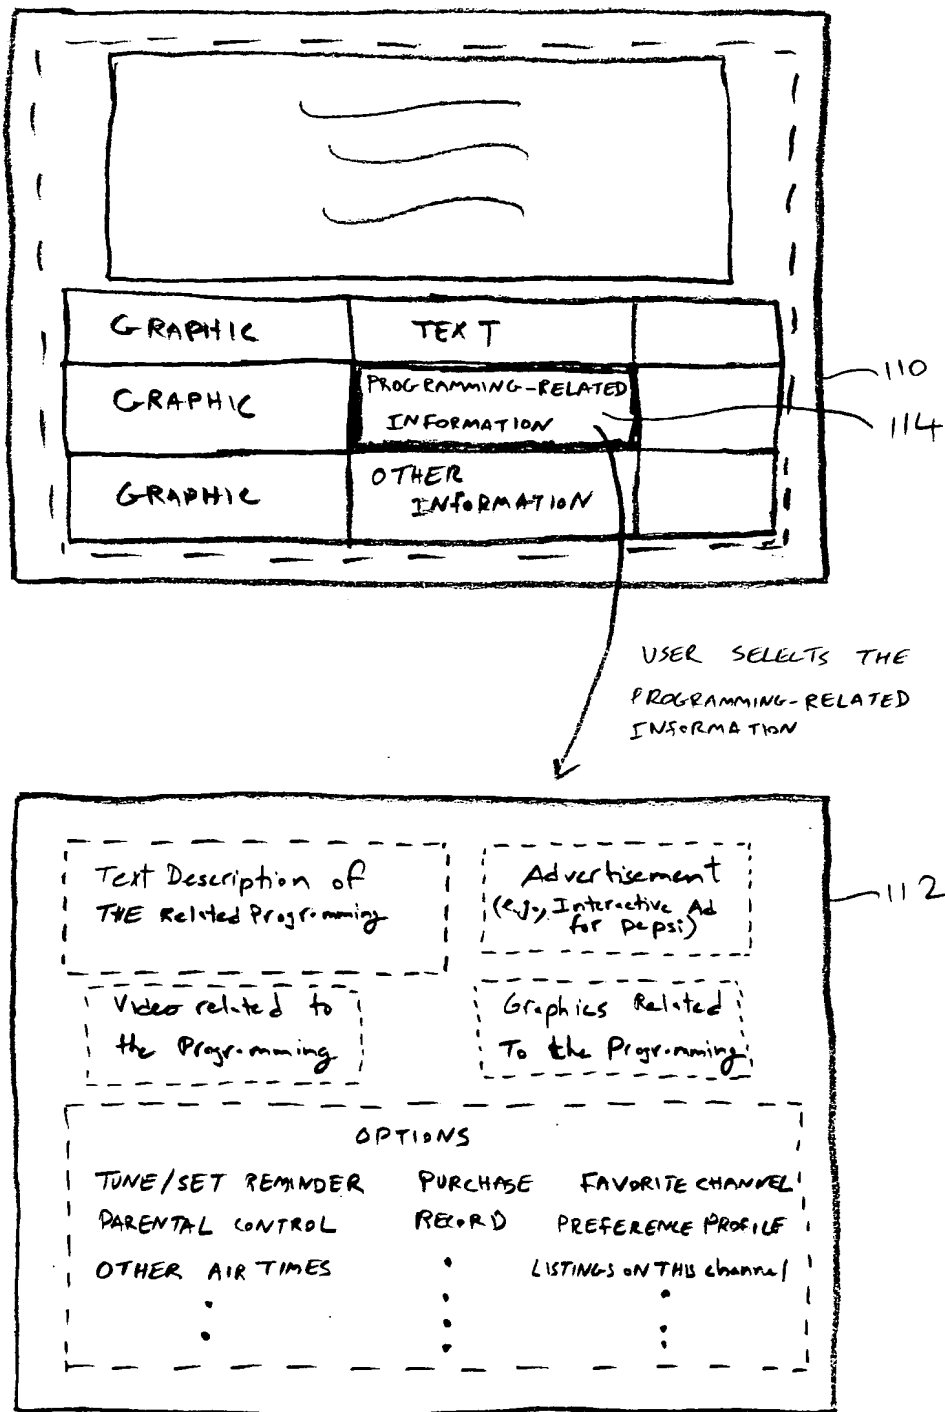 GRAPHIC TEXT
GRAPHIC PROGRAMMING-RELATED
INFORMATION
110
114
GRAPHIC OTHER
INFORMATION
USER SELECTS THE
PROGRAMMING-RELATED
INFORMATION
Text Description of
THE Related Programming
Advertisement
(e.g., Interactive Ad
for Pepsi)
112
Video related to
the Programming
Graphics Related
To the Programming
OPTIONS
TUNE/SET REMINDER PURCHASE FAVORITE CHANNEL
PARENTAL CONTROL RECORD PREFERENCE PROFILE
OTHER AIR TIMES LISTINGS ON THIS channel